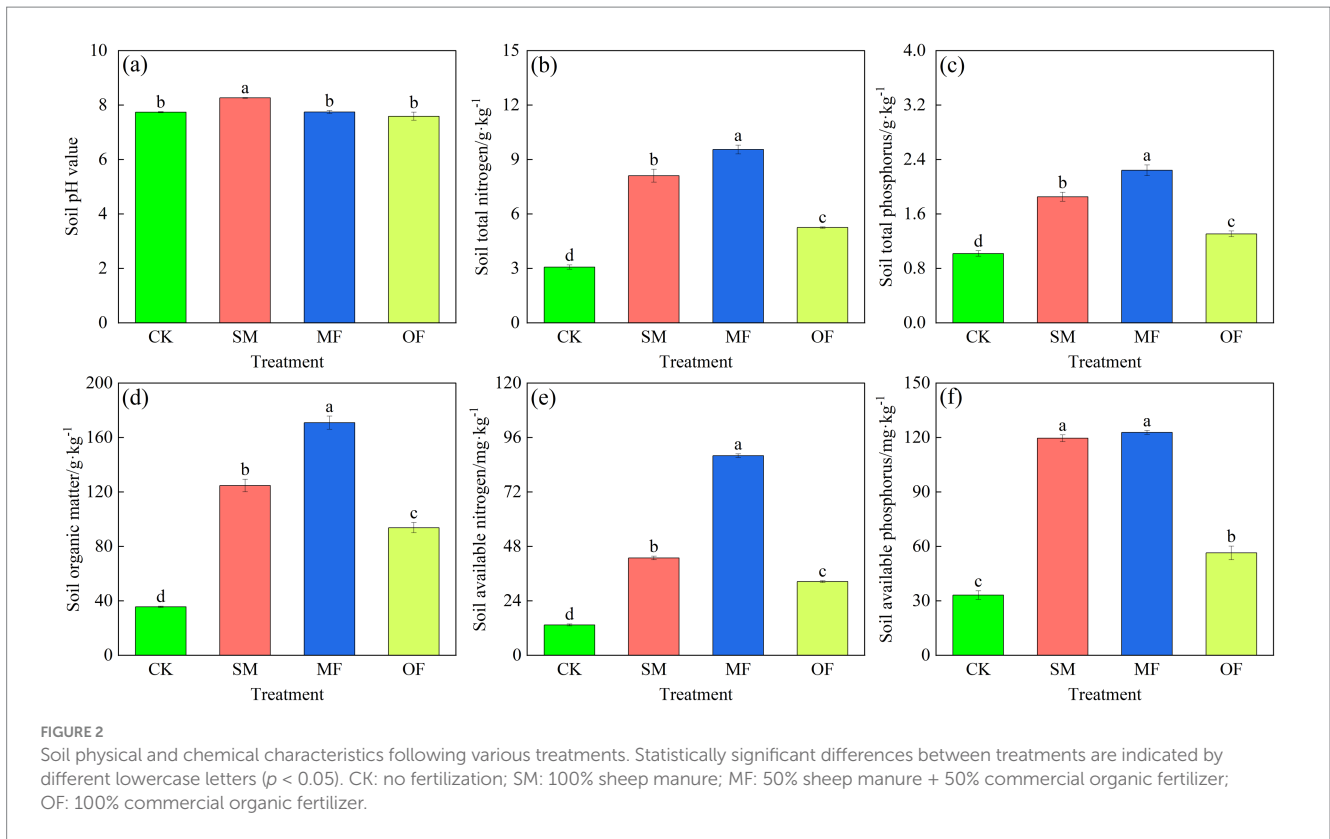 (a)
Soil pH value
10
8
6
4
2
0
b
a
b
b
CK
SM
MF
OF
Treatment
(b)
Soil total nitrogen/g·kg-1
15
12
9
6
3
0
d
b
a
c
CK
SM
MF
OF
Treatment
(c)
Soil total phosphorus/g·kg-1
4.0
3.2
2.4
1.6
0.8
0.0
d
b
a
c
CK
SM
MF
OF
Treatment
(d)
Soil organic matter/g·kg-1
200
160
120
80
40
0
d
b
a
c
CK
SM
MF
OF
Treatment
(e)
Soil available nitrogen/mg·kg-1
120
96
72
48
24
0
d
b
a
c
CK
SM
MF
OF
Treatment
(f)
Soil available phosphorus/mg·kg-1
150
120
90
60
30
0
c
a
a
b
CK
SM
MF
OF
Treatment
FIGURE 2
Soil physical and chemical characteristics following various treatments. Statistically significant differences between treatments are indicated by
different lowercase letters (p < 0.05). CK: no fertilization; SM: 100% sheep manure; MF: 50% sheep manure + 50% commercial organic fertilizer;
OF: 100% commercial organic fertilizer.